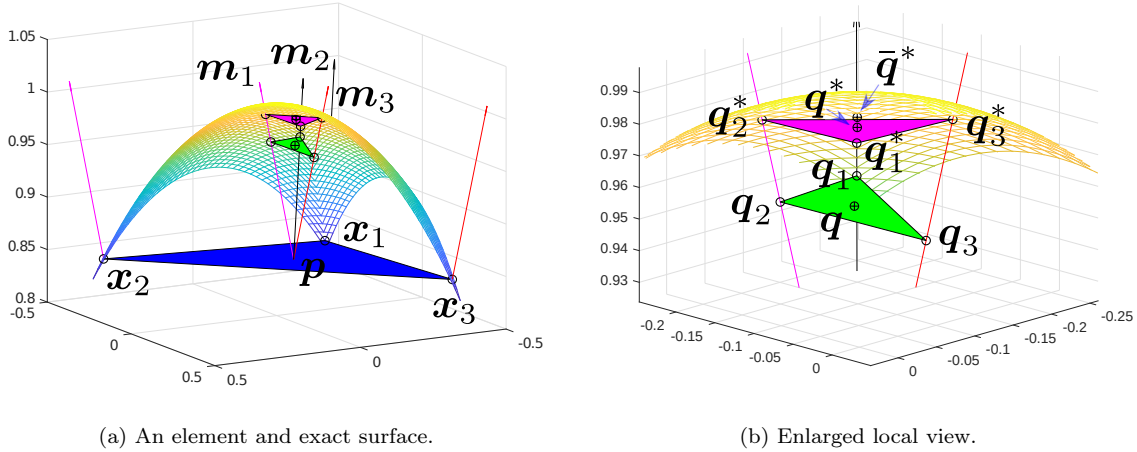 1.05
1
0.95
0.9
0.85
0.8
-0.5
0
0.5
0.5
0
-0.5
m₁
m₂
m₃
x₁
x₂
x₃
p
0.99
0.98
0.97
0.96
0.95
0.94
0.93
-0.2
-0.15
-0.1
-0.05
0
0
-0.05
-0.1
-0.15
-0.2
-0.25
q̄*
q*
q₂*
q₃*
q₁*
q₁
q₂
q
q₃
(a) An element and exact surface.
(b) Enlarged local view.